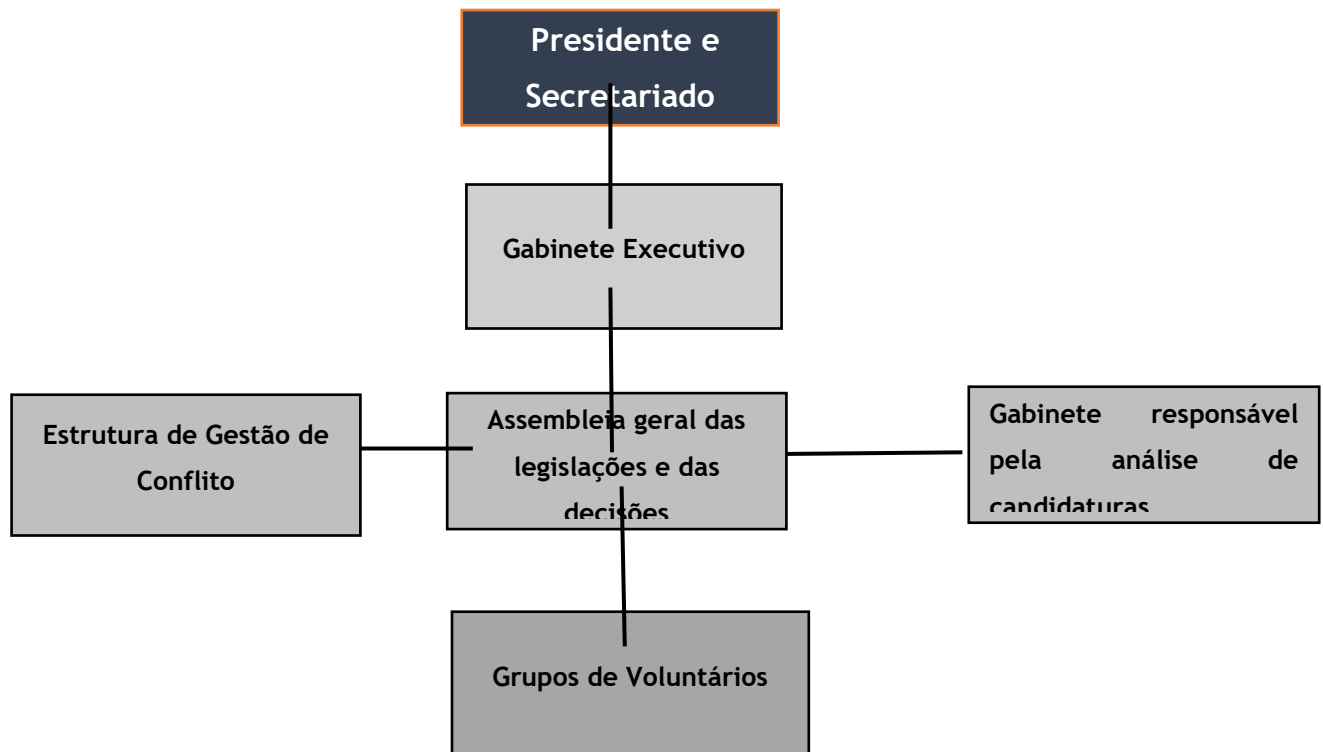 Presidente e
Secretariado
Gabinete Executivo
Estrutura de Gestão de
Conflito
Assembleia geral das
legislações e das
decisões
Gabinete responsável
pela análise de
candidaturas
Grupos de Voluntários